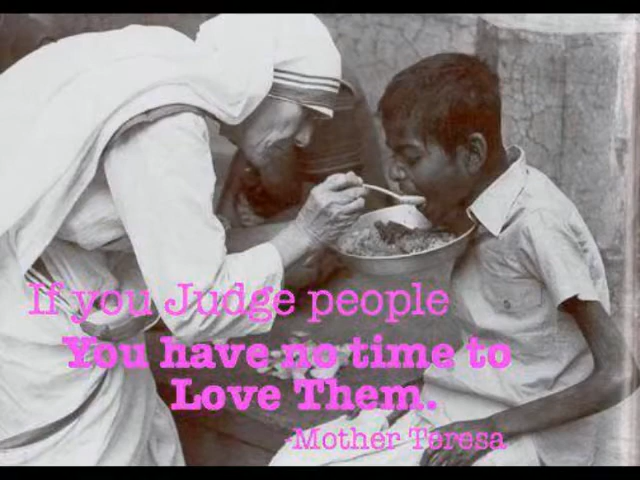 If you Judge people
You have no time to
Love Them.
-Mother Teresa